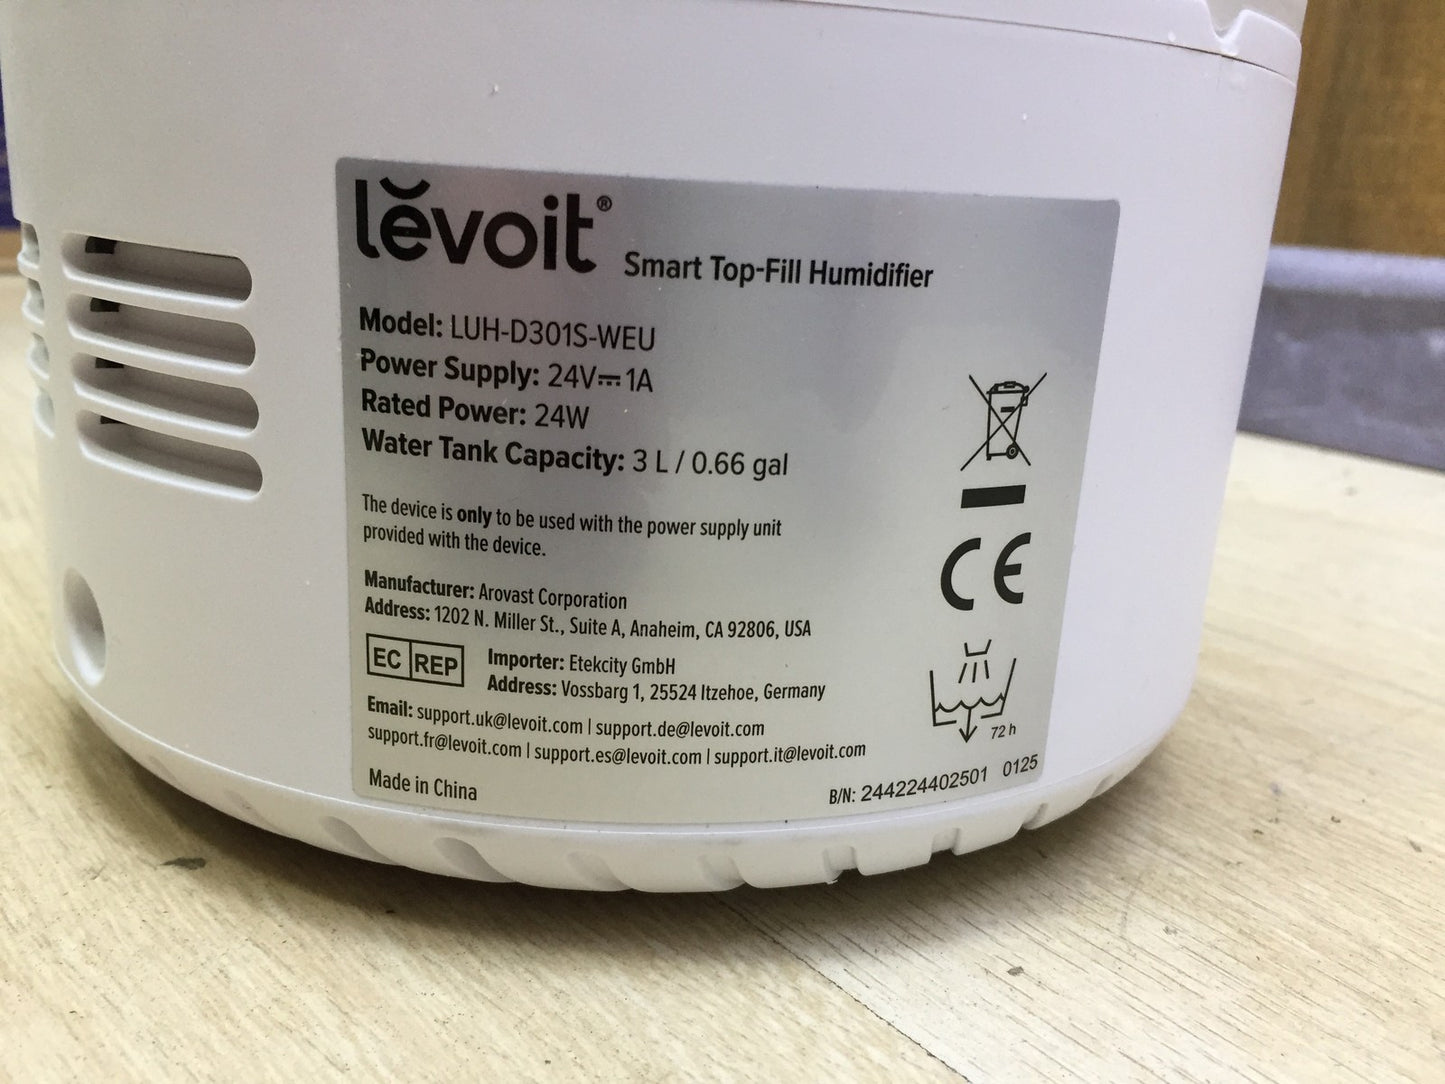 levoit® Smart Top-Fill Humidifier
Model: LUH-D301S-WEU
Power Supply: 24V⎓1A
Rated Power: 24W
Water Tank Capacity: 3 L / 0.66 gal
The device is only to be used with the power supply unit
provided with the device.
Manufacturer: Arovast Corporation
Address: 1202 N. Miller St., Suite A, Anaheim, CA 92806, USA
EC REP
Importer: Etekcity GmbH
Address: Vossbarg 1, 25524 Itzehoe, Germany
Email: support.uk@levoit.com | support.de@levoit.com
support.fr@levoit.com | support.es@levoit.com | support.it@levoit.com
Made in China
CE
72 h
B/N: 244224402501 0125